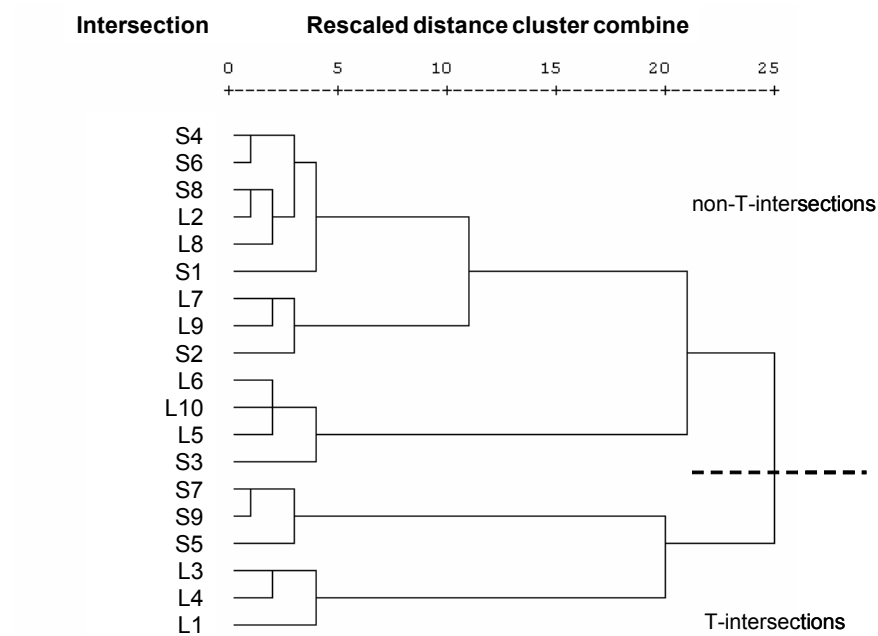 Intersection Rescaled distance cluster combine
0 5 10 15 20 25
S4
S6
S8
non-T-intersections
L2
L8
S1
L7
L9
S2
L6
L10
L5
S3
S7
S9
S5
L3
L4
L1
T-intersections